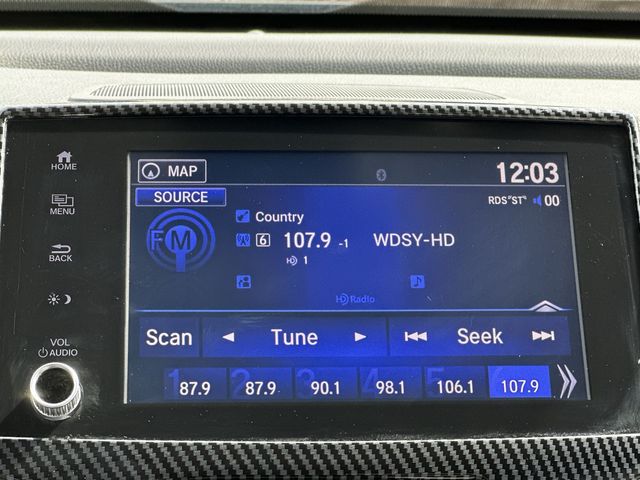 HOME
MENU
BACK
VOL
AUDIO
MAP
12:03
SOURCE
RDS"ST" 00
FM
Country
6 107.9 -1 WDSY-HD
HD 1
HD Radio
Scan Tune Seek
1 87.9 2 87.9 3 90.1 4 98.1 5 106.1 107.9